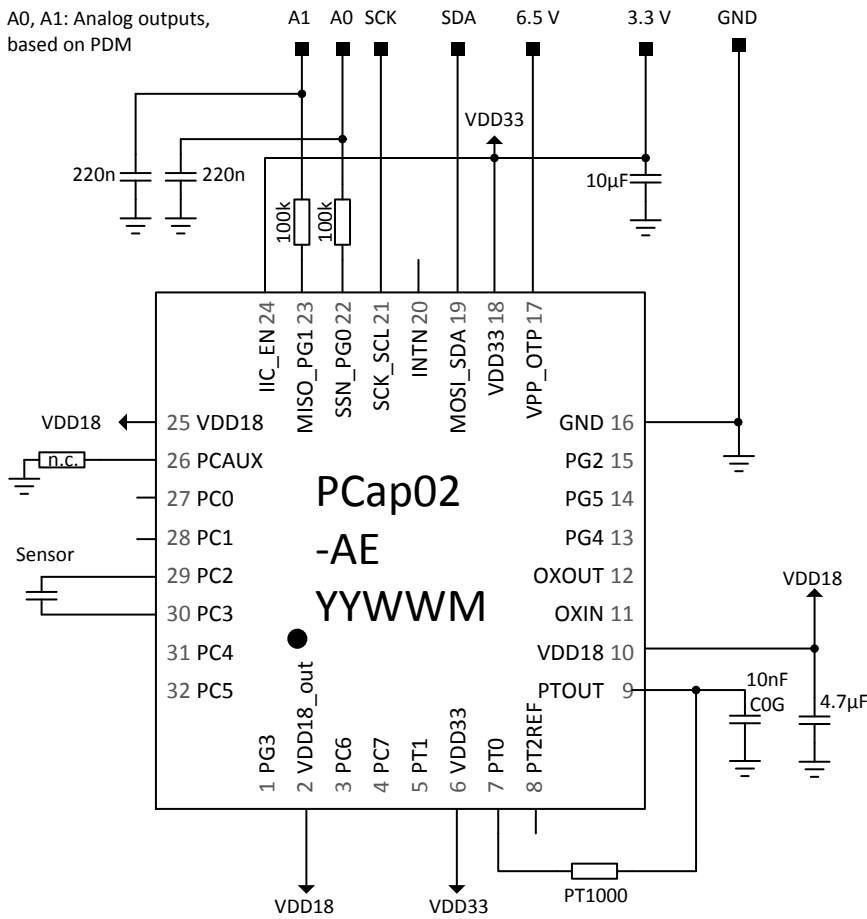 A0, A1: Analog outputs,
based on PDM
A1
A0
SCK
SDA
6.5 V
3.3 V
GND
VDD33
220n
220n
10µF
100k
100k
IIC_EN 24
MISO_PG1 23
SSN_PG0 22
SCK_SCL 21
INTN 20
MOSI_SDA 19
VDD33 18
VPP_OTP 17
VDD18
25 VDD18
n.c.
26 PCAUX
27 PC0
28 PC1
Sensor
29 PC2
30 PC3
31 PC4
32 PC5
PCap02
-AE
YYWWM
GND 16
PG2 15
PG5 14
PG4 13
OXOUT 12
OXIN 11
VDD18 10
PTOUT 9
VDD18
10nF
C0G
4.7µF
1 PG3
2 VDD18_out
3 PC6
4 PC7
5 PT1
6 VDD33
7 PT0
8 PT2REF
PT1000
VDD18
VDD33